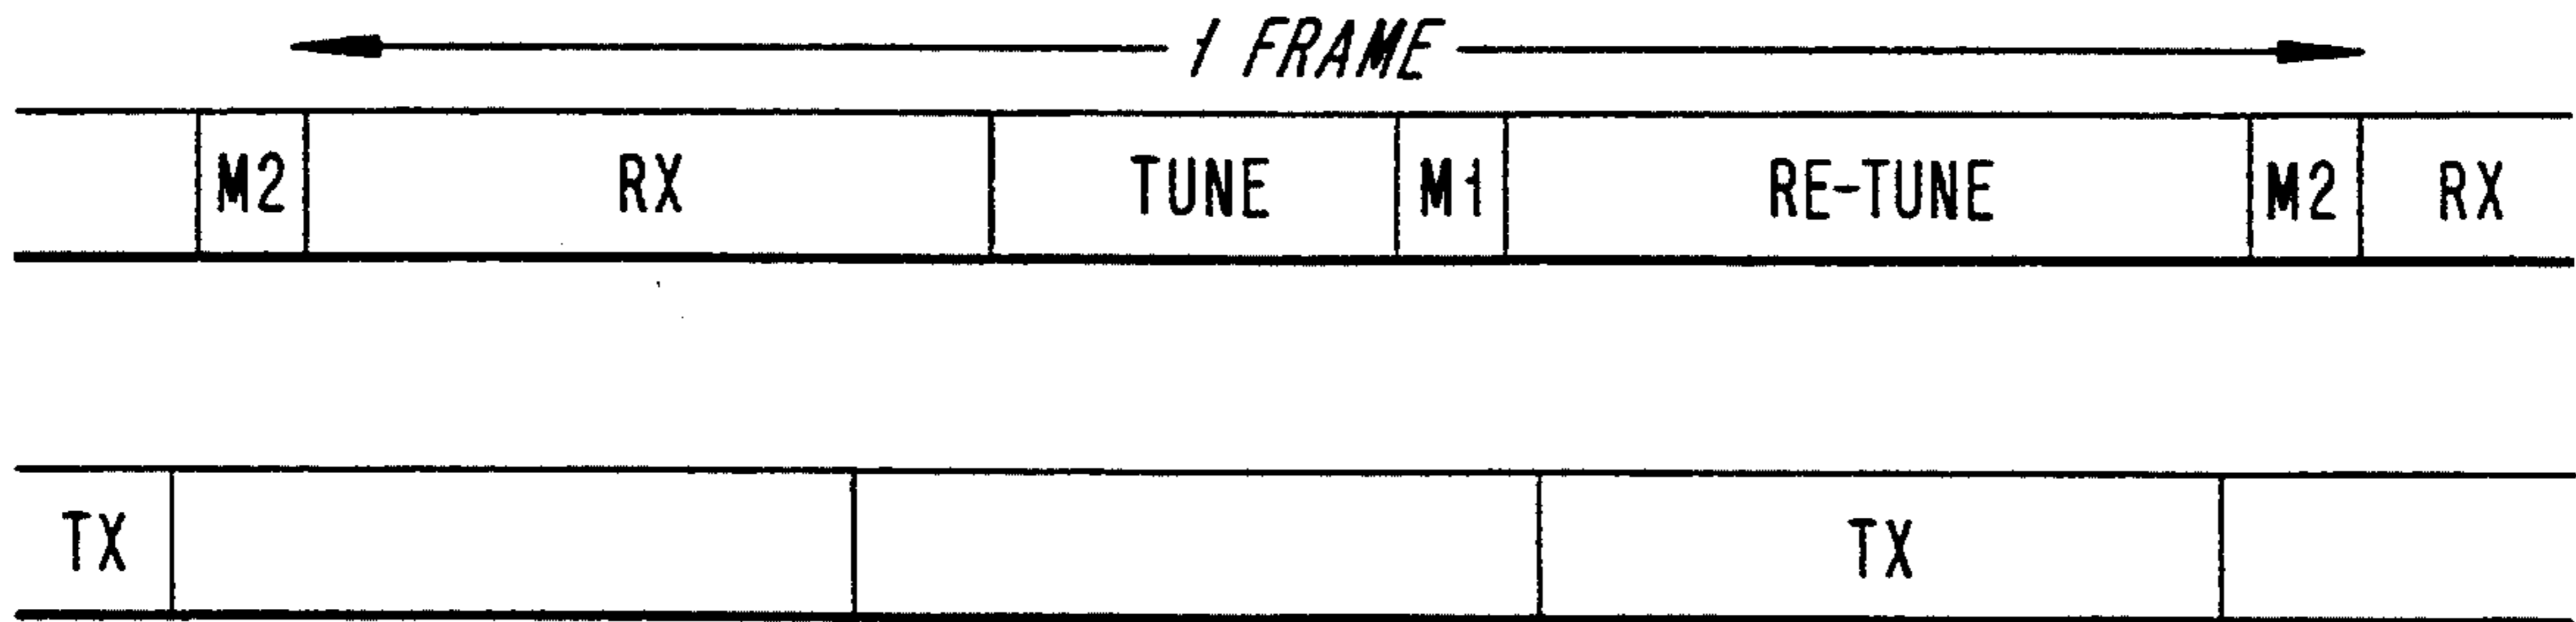 1 FRAME
M2 RX TUNE M1 RE-TUNE M2 RX
TX TX